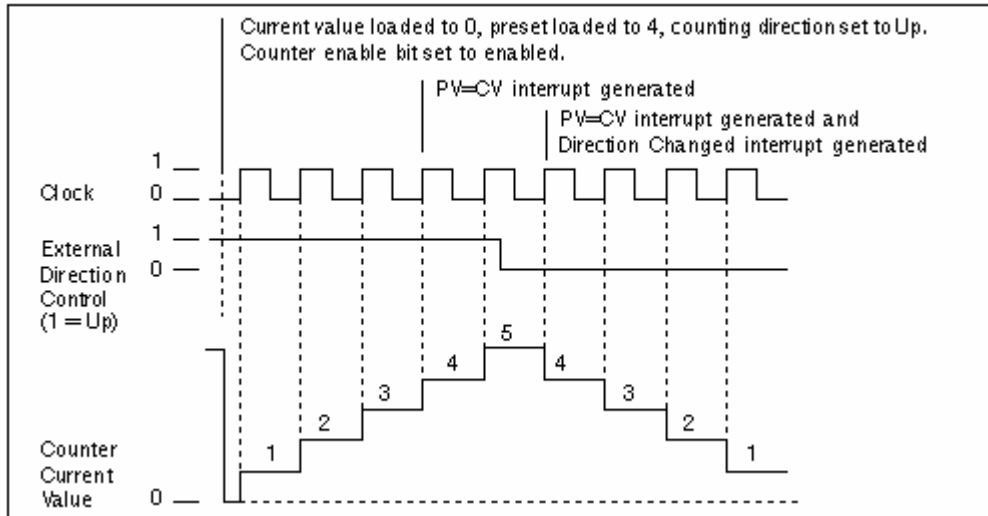 Current value loaded to 0, preset loaded to 4, counting direction set to Up.
Counter enable bit set to enabled.
PV=CV interrupt generated
PV=CV interrupt generated and
Direction Changed interrupt generated
1
Clock 0
1
External
Direction 0
Control
(1 = Up)
5
4 4
3 3
2 2
1 1
Counter
Current
Value 0